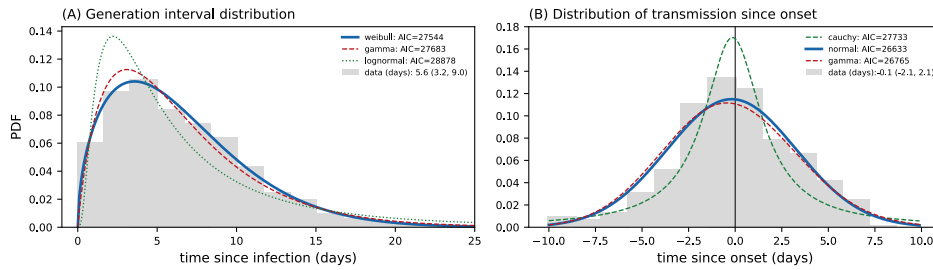 (A) Generation interval distribution
0.14
0.12
0.10
0.08
0.06
0.04
0.02
0.00
PDF
weibull: AIC=27544
gamma: AIC=27683
lognormal: AIC=28878
data (days): 5.6 (3.2, 9.0)
0 5 10 15 20 25
time since infection (days)
(B) Distribution of transmission since onset
0.18
0.16
0.14
0.12
0.10
0.08
0.06
0.04
0.02
0.00
cauchy: AIC=27733
normal: AIC=26633
gamma: AIC=26765
data (days):-0.1 (-2.1, 2.1)
−10.0 −7.5 −5.0 −2.5 0.0 2.5 5.0 7.5 10.0
time since onset (days)